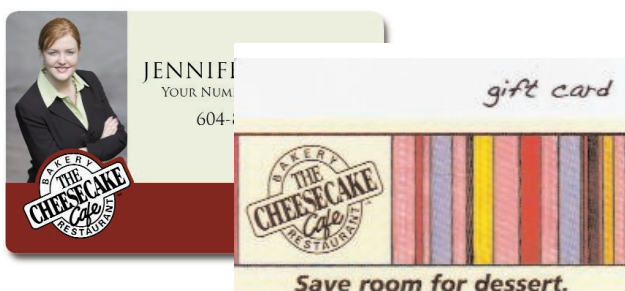 JENNIF
YOUR NUM
604-
BAKERY
THE
CHEESECAKE
Cafe
RESTAURANT
gift card
BAKERY
THE
CHEESECAKE
Cafe
RESTAURANT
Save room for dessert.